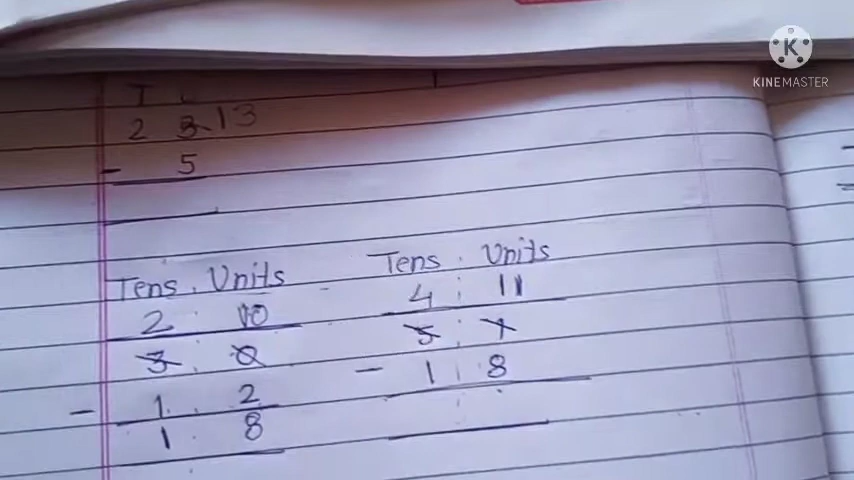 KINEMASTER
T
2 3 13
- 5
Tens Units
2 10
3 0
- 1 2
1 8
Tens Units
4 11
5 1
- 1 8